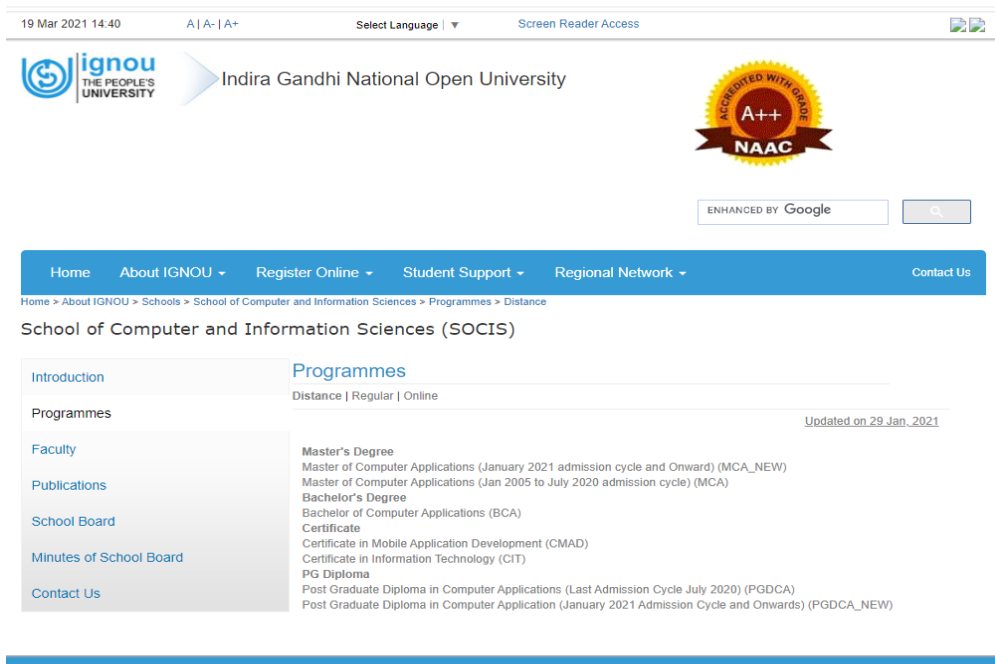 19 Mar 2021 14:40 A | A- | A+ Select Language | ▼ Screen Reader Access
ignou
THE PEOPLE'S
UNIVERSITY
Indira Gandhi National Open University
ACCREDITED WITH GRADE
A++
NAAC
ENHANCED BY Google
Home About IGNOU Register Online Student Support Regional Network Contact Us
Home > About IGNOU > Schools > School of Computer and Information Sciences > Programmes > Distance
School of Computer and Information Sciences (SOCIS)
Introduction
Programmes
Faculty
Publications
School Board
Minutes of School Board
Contact Us
Programmes
Distance | Regular | Online
Updated on 29 Jan, 2021
Master's Degree
Master of Computer Applications (January 2021 admission cycle and Onward) (MCA_NEW)
Master of Computer Applications (Jan 2005 to July 2020 admission cycle) (MCA)
Bachelor's Degree
Bachelor of Computer Applications (BCA)
Certificate
Certificate in Mobile Application Development (CMAD)
Certificate in Information Technology (CIT)
PG Diploma
Post Graduate Diploma in Computer Applications (Last Admission Cycle July 2020) (PGDCA)
Post Graduate Diploma in Computer Application (January 2021 Admission Cycle and Onwards) (PGDCA_NEW)